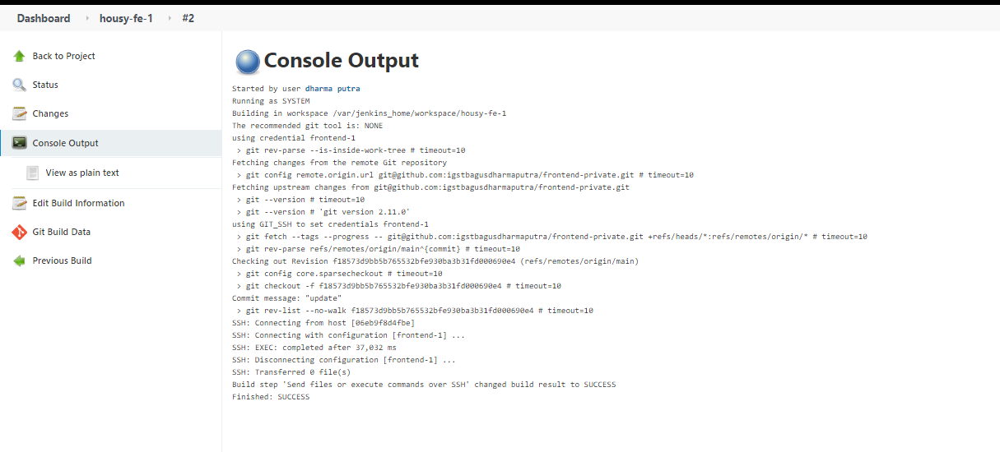 Dashboard housy-fe-1 #2
Back to Project
Status
Changes
Console Output
View as plain text
Edit Build Information
Git Build Data
Previous Build
Console Output
Started by user dharma putra
Running as SYSTEM
Building in workspace /var/jenkins_home/workspace/housy-fe-1
The recommended git tool is: NONE
using credential frontend-1
> git rev-parse --is-inside-work-tree # timeout=10
Fetching changes from the remote Git repository
> git config remote.origin.url git@github.com:igstbagusdharmaputra/frontend-private.git # timeout=10
Fetching upstream changes from git@github.com:igstbagusdharmaputra/frontend-private.git
> git --version # timeout=10
> git --version # 'git version 2.11.0'
using GIT_SSH to set credentials frontend-1
> git fetch --tags --progress -- git@github.com:igstbagusdharmaputra/frontend-private.git +refs/heads/*:refs/remotes/origin/* # timeout=10
> git rev-parse refs/remotes/origin/main^{commit} # timeout=10
Checking out Revision f18573d9bb5b765532bfe930ba3b31fd000690e4 (refs/remotes/origin/main)
> git config core.sparsecheckout # timeout=10
> git checkout -f f18573d9bb5b765532bfe930ba3b31fd000690e4 # timeout=10
Commit message: "update"
> git rev-list --no-walk f18573d9bb5b765532bfe930ba3b31fd000690e4 # timeout=10
SSH: Connecting from host [06eb9f8d4fbe]
SSH: Connecting with configuration [frontend-1] ...
SSH: EXEC: completed after 37,032 ms
SSH: Disconnecting configuration [frontend-1] ...
SSH: Transferred 0 file(s)
Build step 'Send files or execute commands over SSH' changed build result to SUCCESS
Finished: SUCCESS